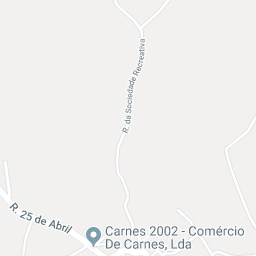 R. da Sociedade Recreativa
R. 25 de Abril
Carnes 2002 - Comércio
De Carnes, Lda